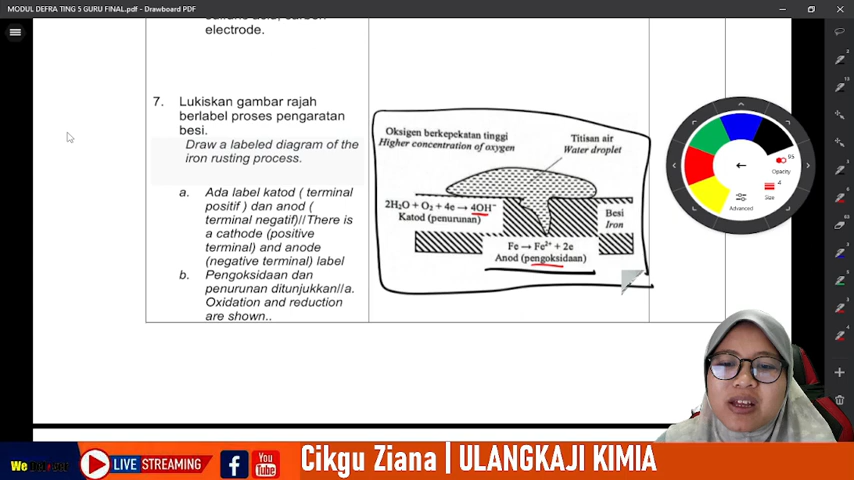 MODUL DEFRA TING 5 GURU FINAL.pdf - Drawboard PDF
electrode.
7. Lukiskan gambar rajah
berlabel proses pengaratan
besi.
Draw a labeled diagram of the
iron rusting process.
a. Ada label katod ( terminal
positif ) dan anod (
terminal negatif)//There is
a cathode (positive
terminal) and anode
(negative terminal) label
b. Pengoksidaan dan
penurunan ditunjukkan//a.
Oxidation and reduction
are shown..
Oksigen berkepekatan tinggi
Higher concentration of oxygen
Titisan air
Water droplet
2H₂O + O₂ + 4e → 4OH⁻
Katod (penurunan)
Besi
Iron
Fe → Fe²⁺ + 2e
Anod (pengoksidaan)
95
Opacity
4
Size
Advanced
LIVE STREAMING
You
Tube
Cikgu Ziana | ULANGKAJI KIMIA